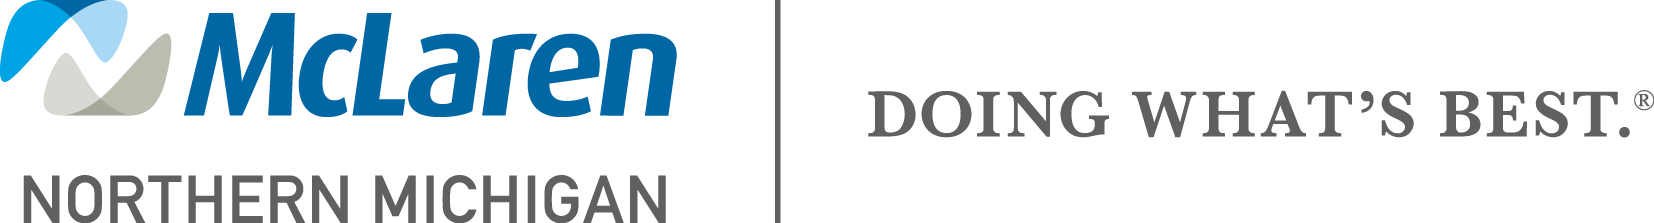 McLaren
NORTHERN MICHIGAN
DOING WHAT’S BEST.®